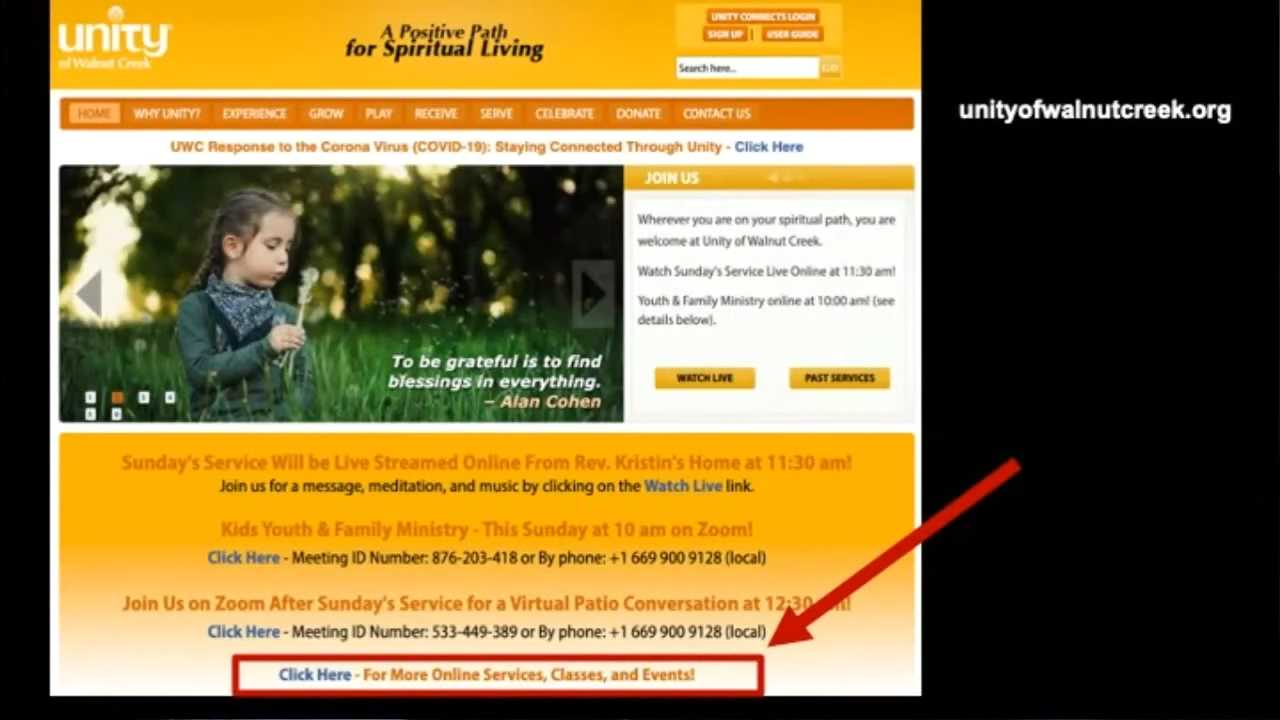 unity
of Walnut Creek
A Positive Path
for Spiritual Living
UNITY CONNECTS LOGIN
SIGN UP | USER GUIDE
Search here...
GO
unityofwalnutcreek.org
HOME WHY UNITY? EXPERIENCE GROW PLAY RECEIVE SERVE CELEBRATE DONATE CONTACT US
UWC Response to the Corona Virus (COVID-19): Staying Connected Through Unity - Click Here
JOIN US
Wherever you are on your spiritual path, you are
welcome at Unity of Walnut Creek.
Watch Sunday's Service Live Online at 11:30 am!
Youth & Family Ministry online at 10:00 am! (see
details below).
WATCH LIVE PAST SERVICES
To be grateful is to find
blessings in everything.
– Alan Cohen
Sunday's Service Will be Live Streamed Online From Rev. Kristin's Home at 11:30 am!
Join us for a message, meditation, and music by clicking on the Watch Live link.
Kids Youth & Family Ministry - This Sunday at 10 am on Zoom!
Click Here - Meeting ID Number: 876-203-418 or By phone: +1 669 900 9128 (local)
Join Us on Zoom After Sunday's Service for a Virtual Patio Conversation at 12:30 am!
Click Here - Meeting ID Number: 533-449-389 or By phone: +1 669 900 9128 (local)
Click Here - For More Online Services, Classes, and Events!